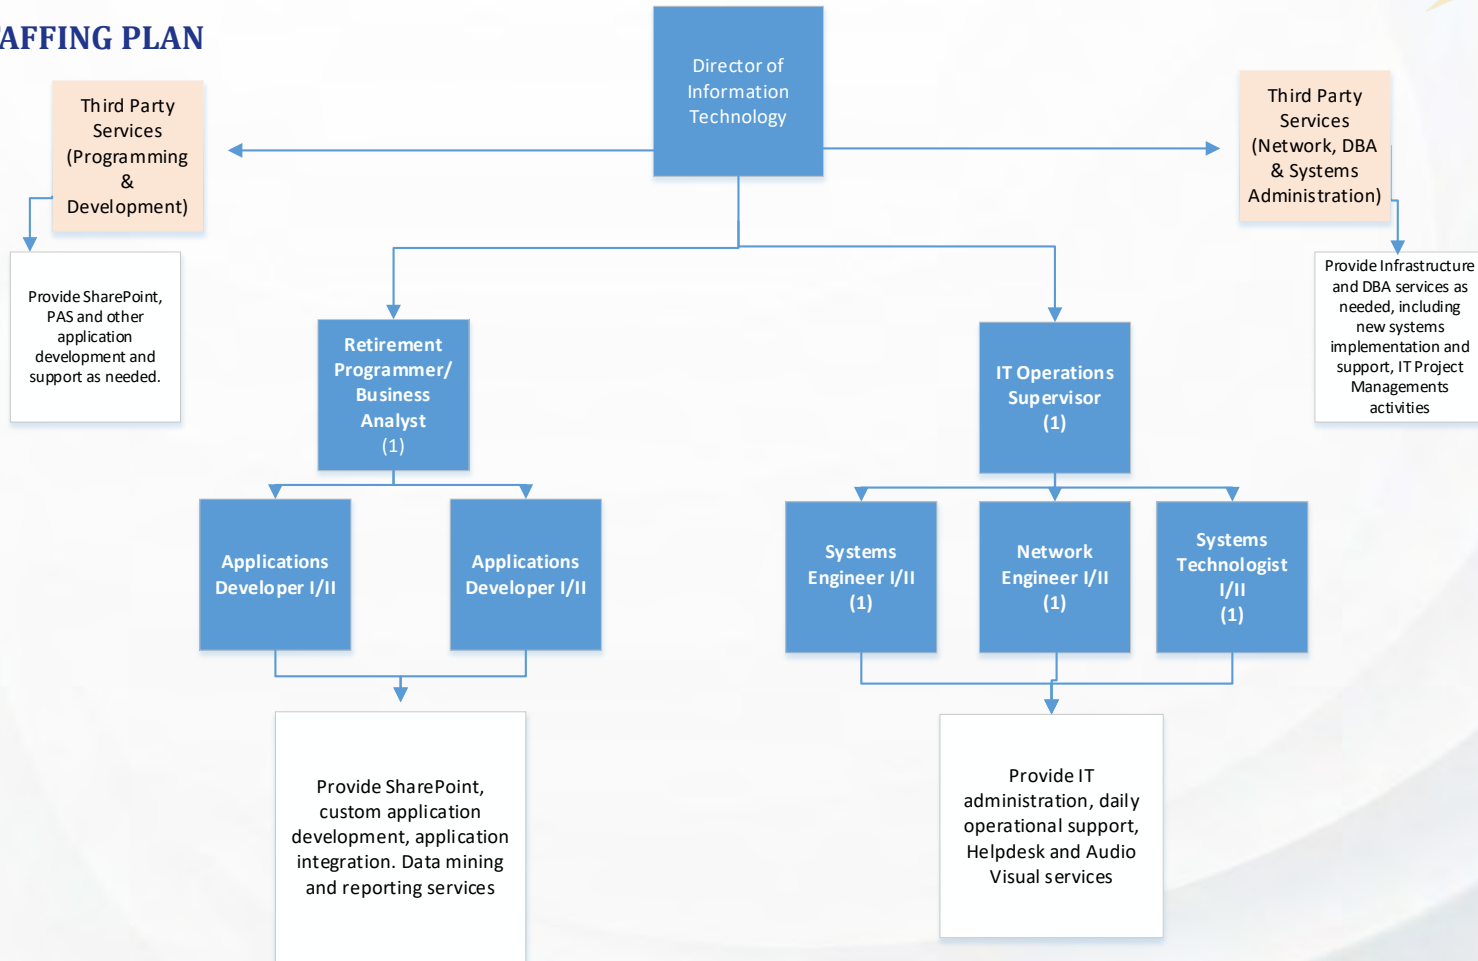 TAFFING PLAN
Director of
Information
Technology
Third Party
Services
(Programming
&
Development)
Third Party
Services
(Network, DBA
& Systems
Administration)
Provide SharePoint,
PAS and other
application
development and
support as needed.
Provide Infrastructure
and DBA services as
needed, including
new systems
implementation and
support, IT Project
Managements
activities
Retirement
Programmer/
Business
Analyst
(1)
IT Operations
Supervisor
(1)
Applications
Developer I/II
Applications
Developer I/II
Systems
Engineer I/II
(1)
Network
Engineer I/II
(1)
Systems
Technologist
I/II
(1)
Provide SharePoint,
custom application
development, application
integration. Data mining
and reporting services
Provide IT
administration, daily
operational support,
Helpdesk and Audio
Visual services